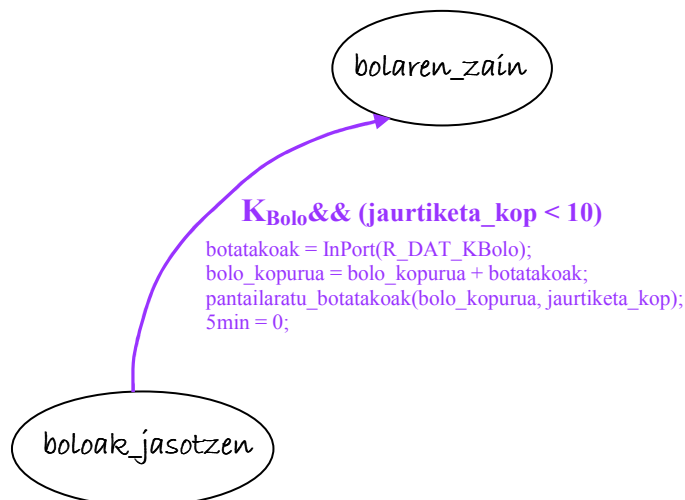 bolaren_zain
KBolo&& (jaurtiketa_kop < 10)
botatakoak = InPort(R_DAT_KBolo);
bolo_kopurua = bolo_kopurua + botatakoak;
pantailaratu_botatakoak(bolo_kopurua, jaurtiketa_kop);
5min = 0;
boloak_jasotzen